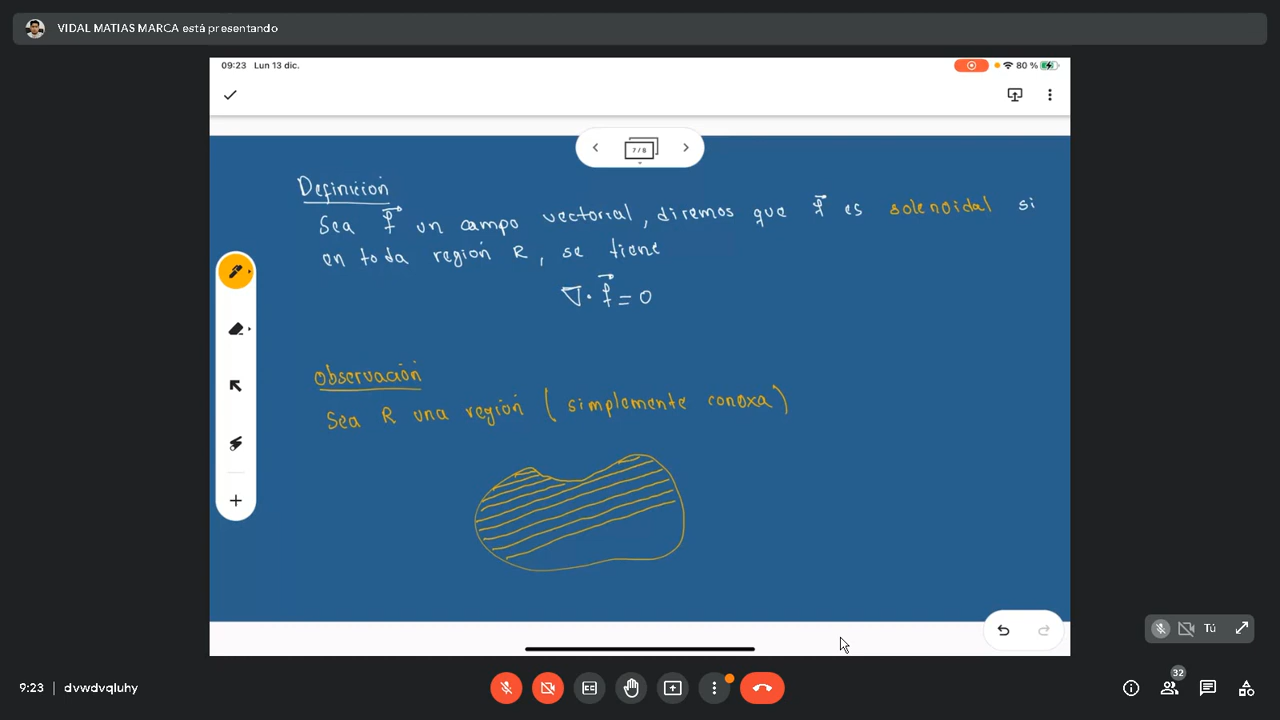 VIDAL MATIAS MARCA está presentando
09:23 Lun 13 dic.
80 %
7/8
Definición
Sea f un campo vectorial, diremos que f es solenoidal si
en toda región R, se tiene
∇·f = 0
Observación
Sea R una región (simplemente conexa)
Tú
9:23 | dvwdvqluhy
32